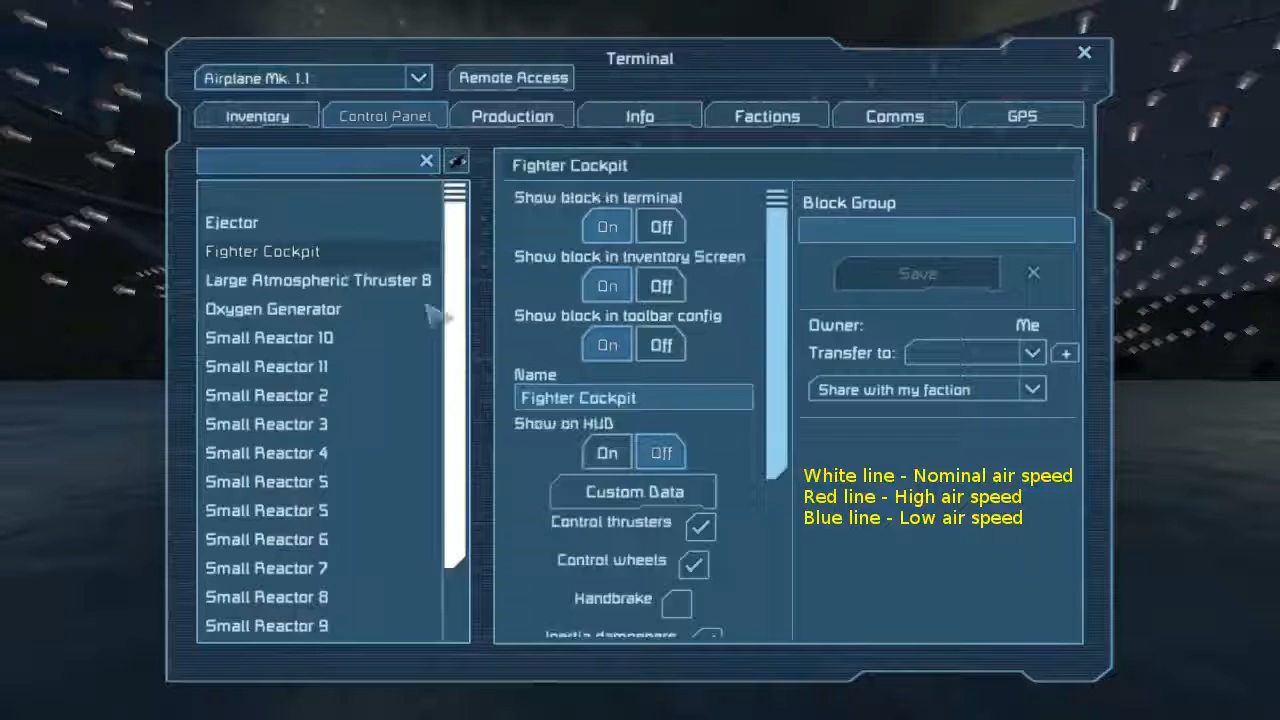 Terminal
Airplane Mk. 1.1
Remote Access
Inventory
Control Panel
Production
Info
Factions
Comms
GPS
Ejector
Fighter Cockpit
Large Atmospheric Thruster 8
Oxygen Generator
Small Reactor 10
Small Reactor 11
Small Reactor 2
Small Reactor 3
Small Reactor 4
Small Reactor 5
Small Reactor 5
Small Reactor 6
Small Reactor 7
Small Reactor 8
Small Reactor 9
Fighter Cockpit
Show block in terminal
On Off
Show block in Inventory Screen
On Off
Show block in toolbar config
On Off
Name
Fighter Cockpit
Show on HUD
On Off
Custom Data
Control thrusters
Control wheels
Handbrake
Inertia dampeners
Block Group
Save
Owner: Me
Transfer to:
Share with my faction
White line - Nominal air speed
Red line - High air speed
Blue line - Low air speed